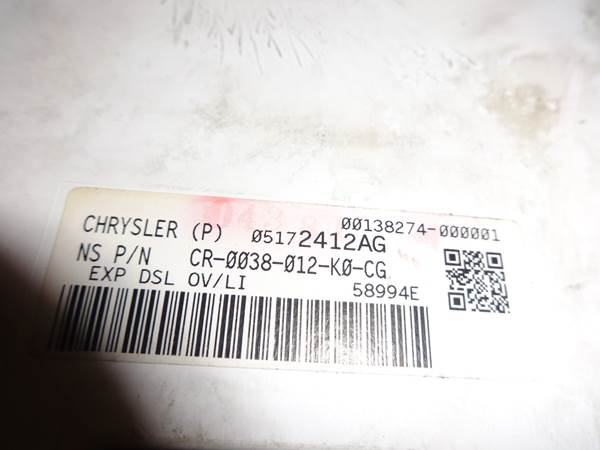 00138274-000001
CHRYSLER (P) 05172412AG
NS P/N CR-0038-012-K0-CG
EXP DSL OV/LI 58994E